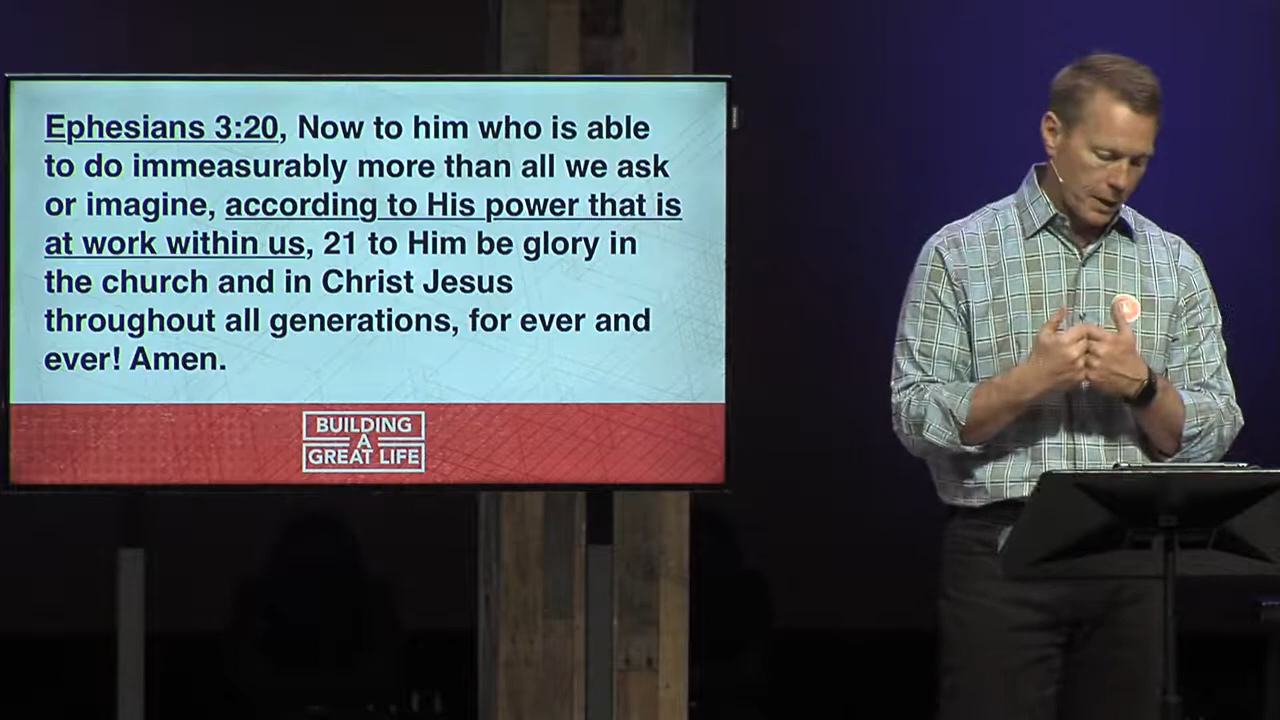 Ephesians 3:20, Now to him who is able
to do immeasurably more than all we ask
or imagine, according to His power that is
at work within us, 21 to Him be glory in
the church and in Christ Jesus
throughout all generations, for ever and
ever! Amen.
BUILDING
A
GREAT LIFE